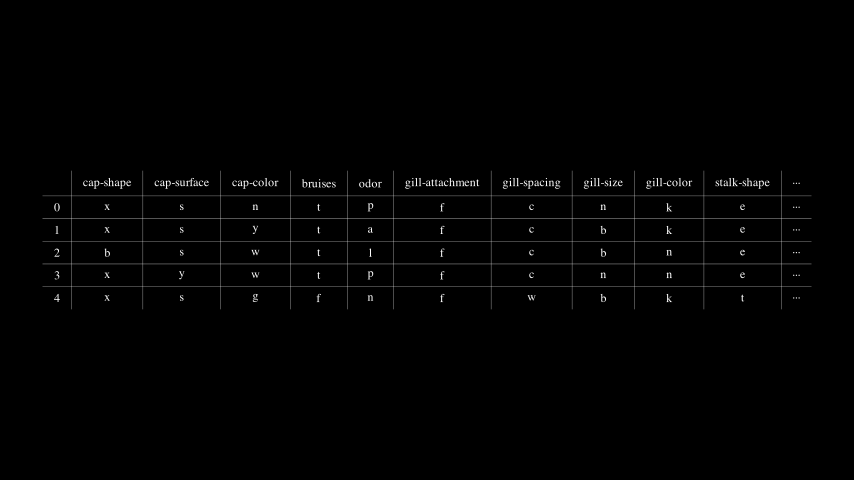 cap-shape cap-surface cap-color bruises odor gill-attachment gill-spacing gill-size gill-color stalk-shape ...
0 x s n t p f c n k e ...
1 x s y t a f c b k e ...
2 b s w t l f c b n e ...
3 x y w t p f c n n e ...
4 x s g f n f w b k t ...